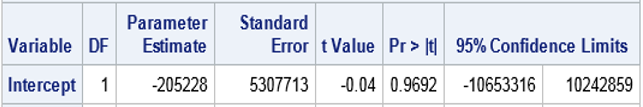 Variable DF Parameter Estimate Standard Error t Value Pr > |t| 95% Confidence Limits
Intercept 1 -205228 5307713 -0.04 0.9692 -10653316 10242859